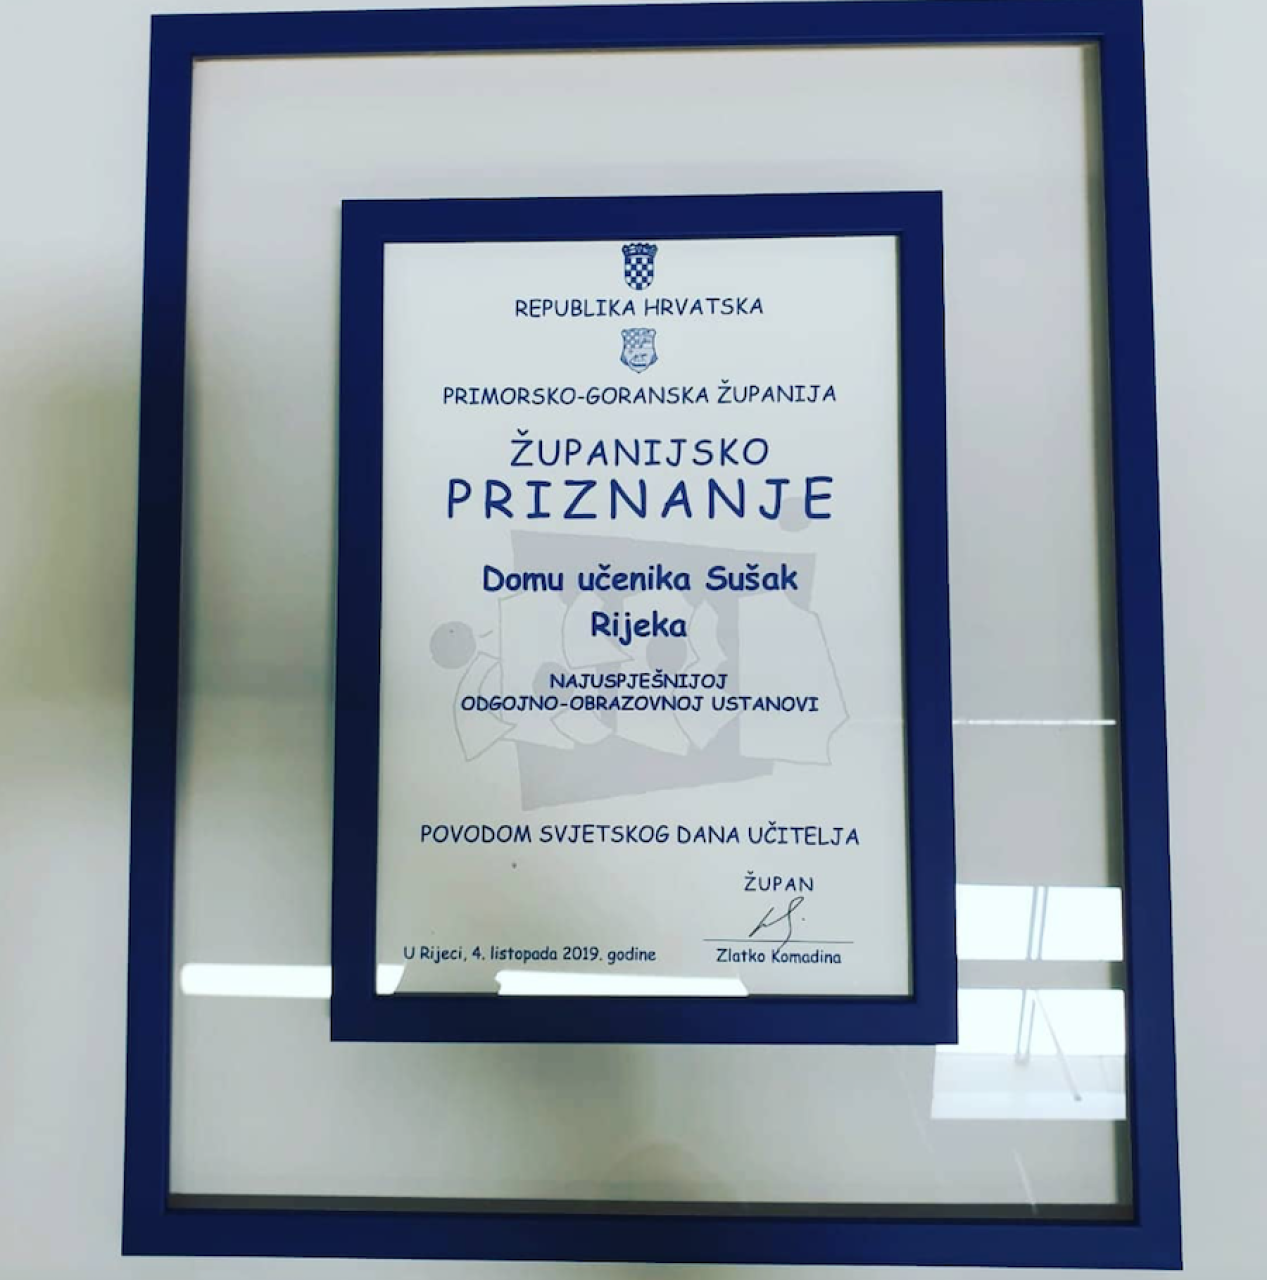 REPUBLIKA HRVATSKA
PRIMORSKO-GORANSKA ŽUPANIJA
ŽUPANIJSKO
PRIZNANJE
Domu učenika Sušak
Rijeka
NAJUSPJEŠNIJOJ
ODGOJNO-OBRAZOVNOJ USTANOVI
POVODOM SVJETSKOG DANA UČITELJA
ŽUPAN
U Rijeci, 4. listopada 2019. godine
Zlatko Komadina